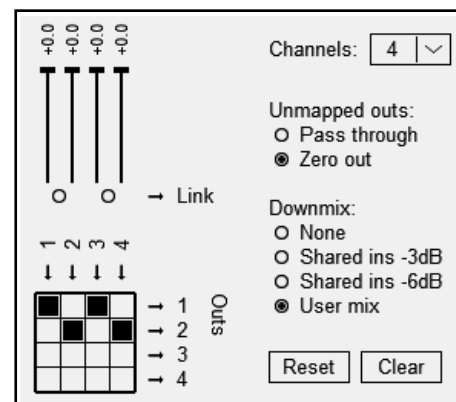 +0.0 +0.0 +0.0 +0.0
Channels: 4
Unmapped outs:
Pass through
Zero out
Link
Downmix:
None
Shared ins -3dB
Shared ins -6dB
User mix
1 2 3 4
1
2
3
4
Outs
Reset Clear